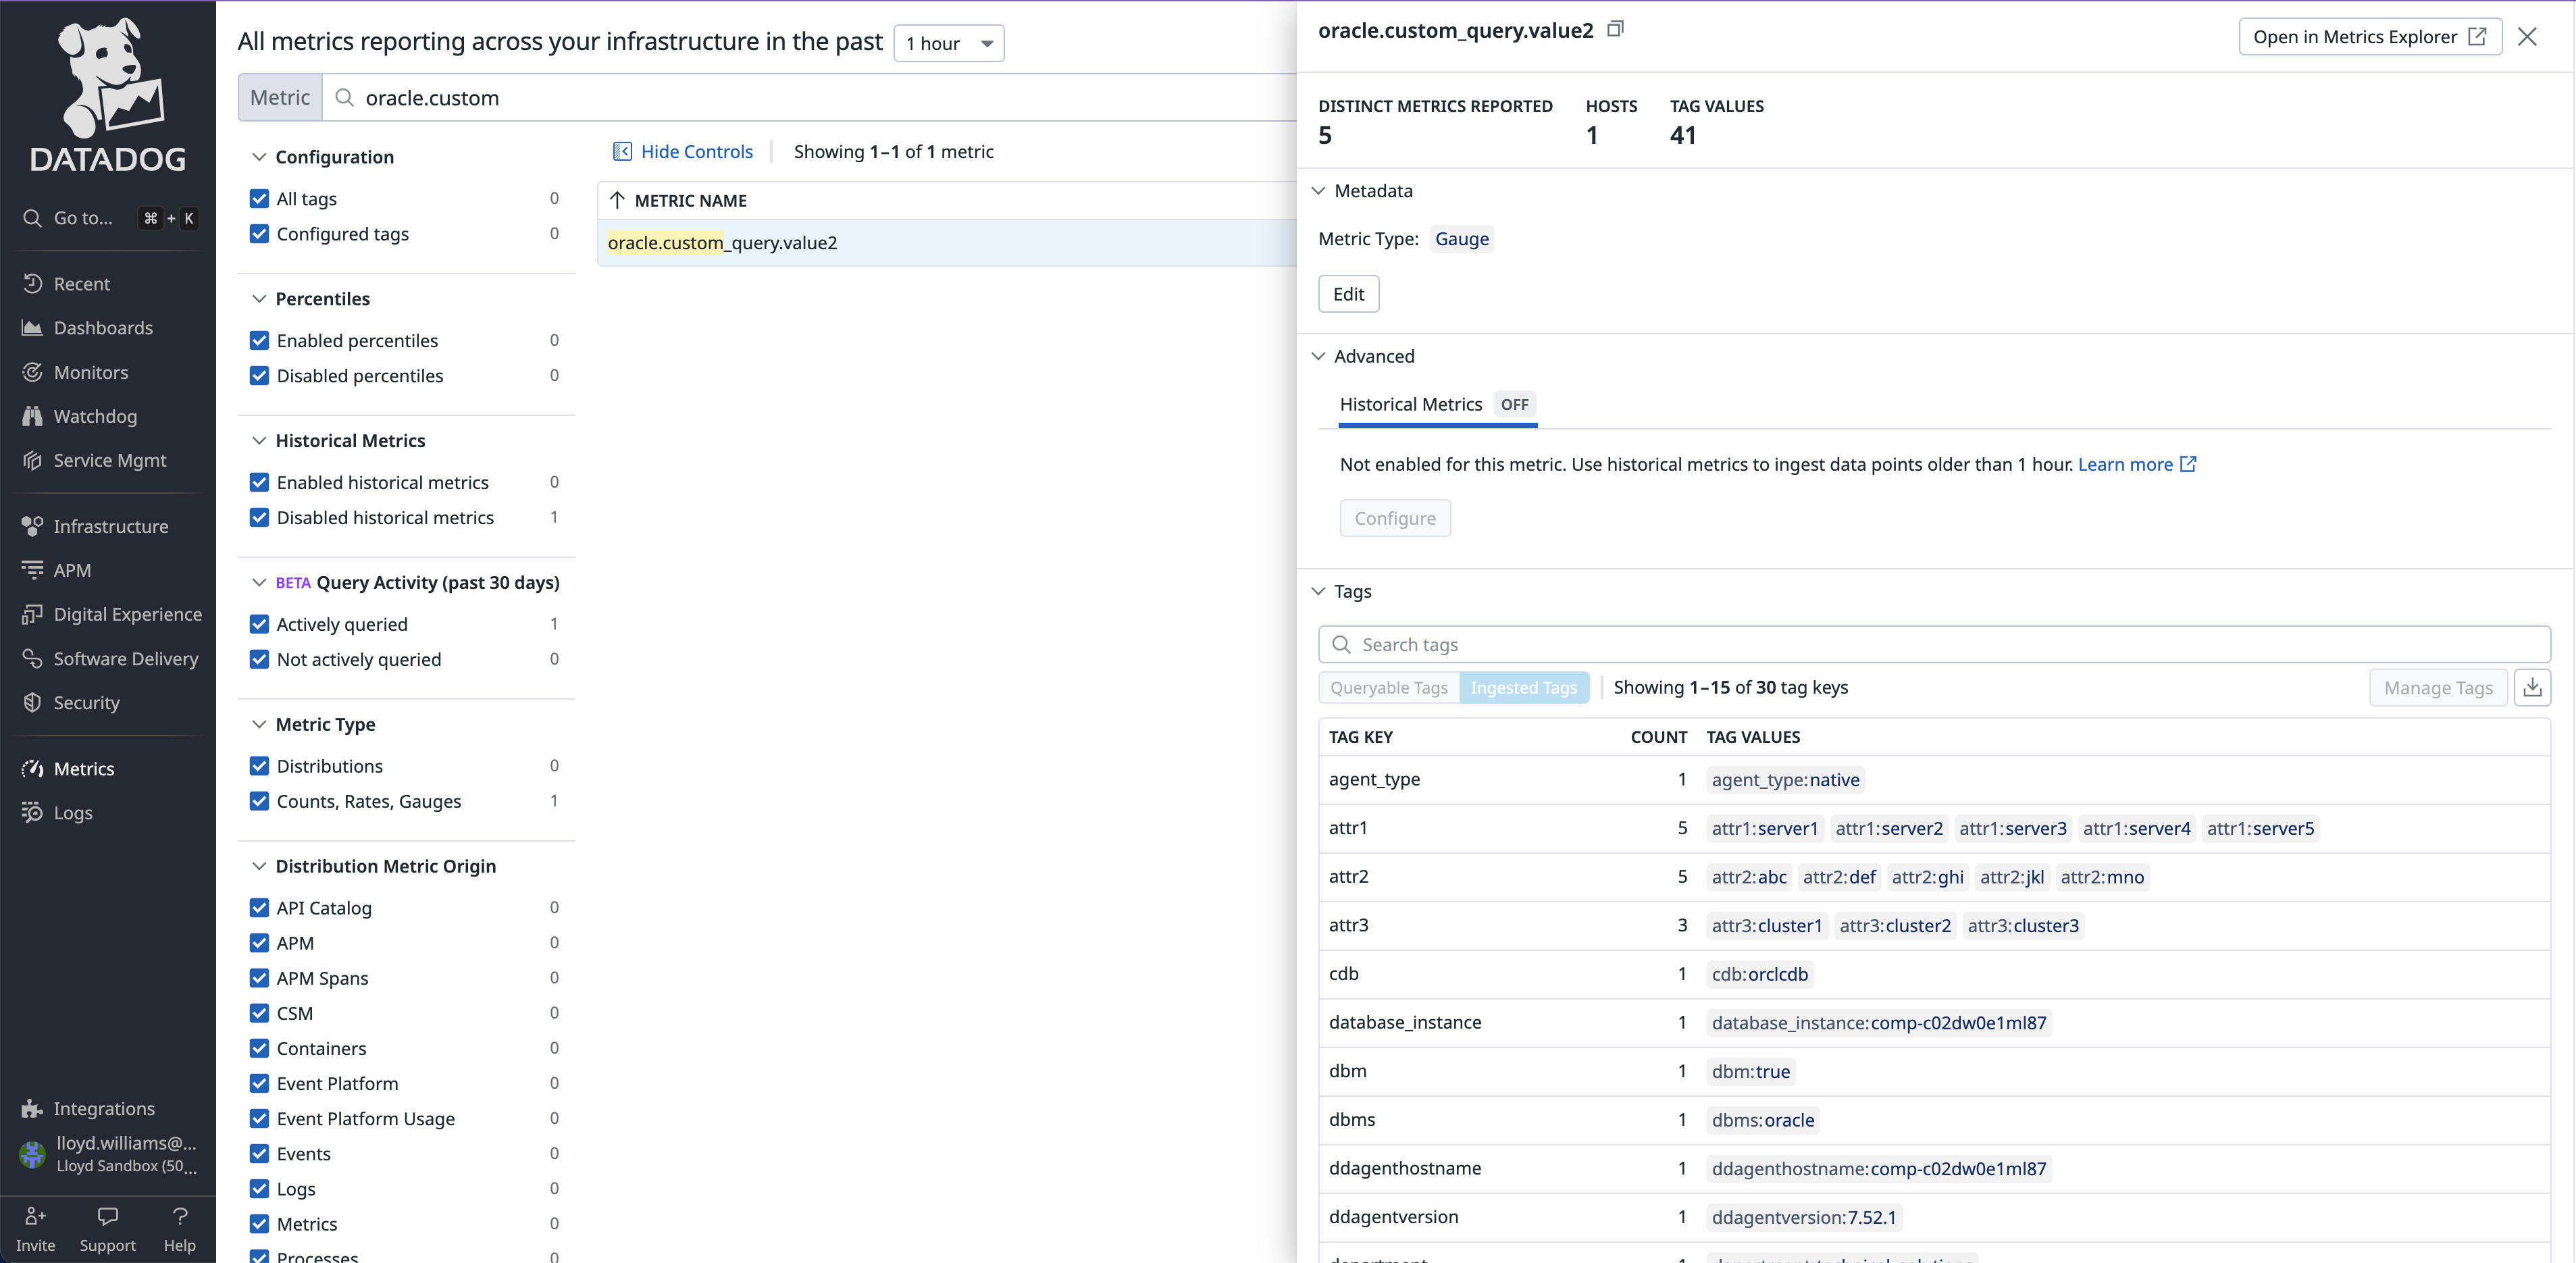 DATADOG
Go to... ⌘ + K
Recent
Dashboards
Monitors
Watchdog
Service Mgmt
Infrastructure
APM
Digital Experience
Software Delivery
Security
Metrics
Logs
Integrations
lloyd.williams@...
Lloyd Sandbox (50...
Invite Support Help
All metrics reporting across your infrastructure in the past 1 hour
Metric oracle.custom
Configuration
All tags 0
Configured tags 0
Percentiles
Enabled percentiles 0
Disabled percentiles 0
Historical Metrics
Enabled historical metrics 0
Disabled historical metrics 1
BETA Query Activity (past 30 days)
Actively queried 1
Not actively queried 0
Metric Type
Distributions 0
Counts, Rates, Gauges 1
Distribution Metric Origin
API Catalog 0
APM 0
APM Spans 0
CSM 0
Containers 0
Event Platform 0
Event Platform Usage 0
Events 0
Logs 0
Metrics 0
Processes 0
Hide Controls Showing 1–1 of 1 metric
METRIC NAME
oracle.custom_query.value2
oracle.custom_query.value2
Open in Metrics Explorer
DISTINCT METRICS REPORTED HOSTS TAG VALUES
5 1 41
Metadata
Metric Type: Gauge
Edit
Advanced
Historical Metrics OFF
Not enabled for this metric. Use historical metrics to ingest data points older than 1 hour. Learn more
Configure
Tags
Search tags
Queryable Tags Ingested Tags Showing 1–15 of 30 tag keys Manage Tags
TAG KEY COUNT TAG VALUES
agent_type 1 agent_type:native
attr1 5 attr1:server1 attr1:server2 attr1:server3 attr1:server4 attr1:server5
attr2 5 attr2:abc attr2:def attr2:ghi attr2:jkl attr2:mno
attr3 3 attr3:cluster1 attr3:cluster2 attr3:cluster3
cdb 1 cdb:orclcdb
database_instance 1 database_instance:comp-c02dw0e1ml87
dbm 1 dbm:true
dbms 1 dbms:oracle
ddagenthostname 1 ddagenthostname:comp-c02dw0e1ml87
ddagentversion 1 ddagentversion:7.52.1